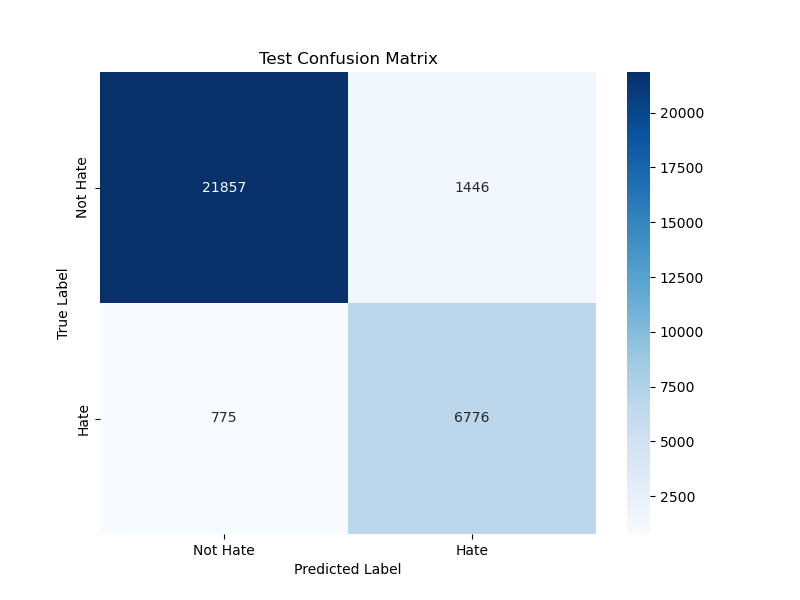 Test Confusion Matrix
Not Hate
21857
1446
Hate
775
6776
True Label
Not Hate
Hate
Predicted Label
20000
17500
15000
12500
10000
7500
5000
2500